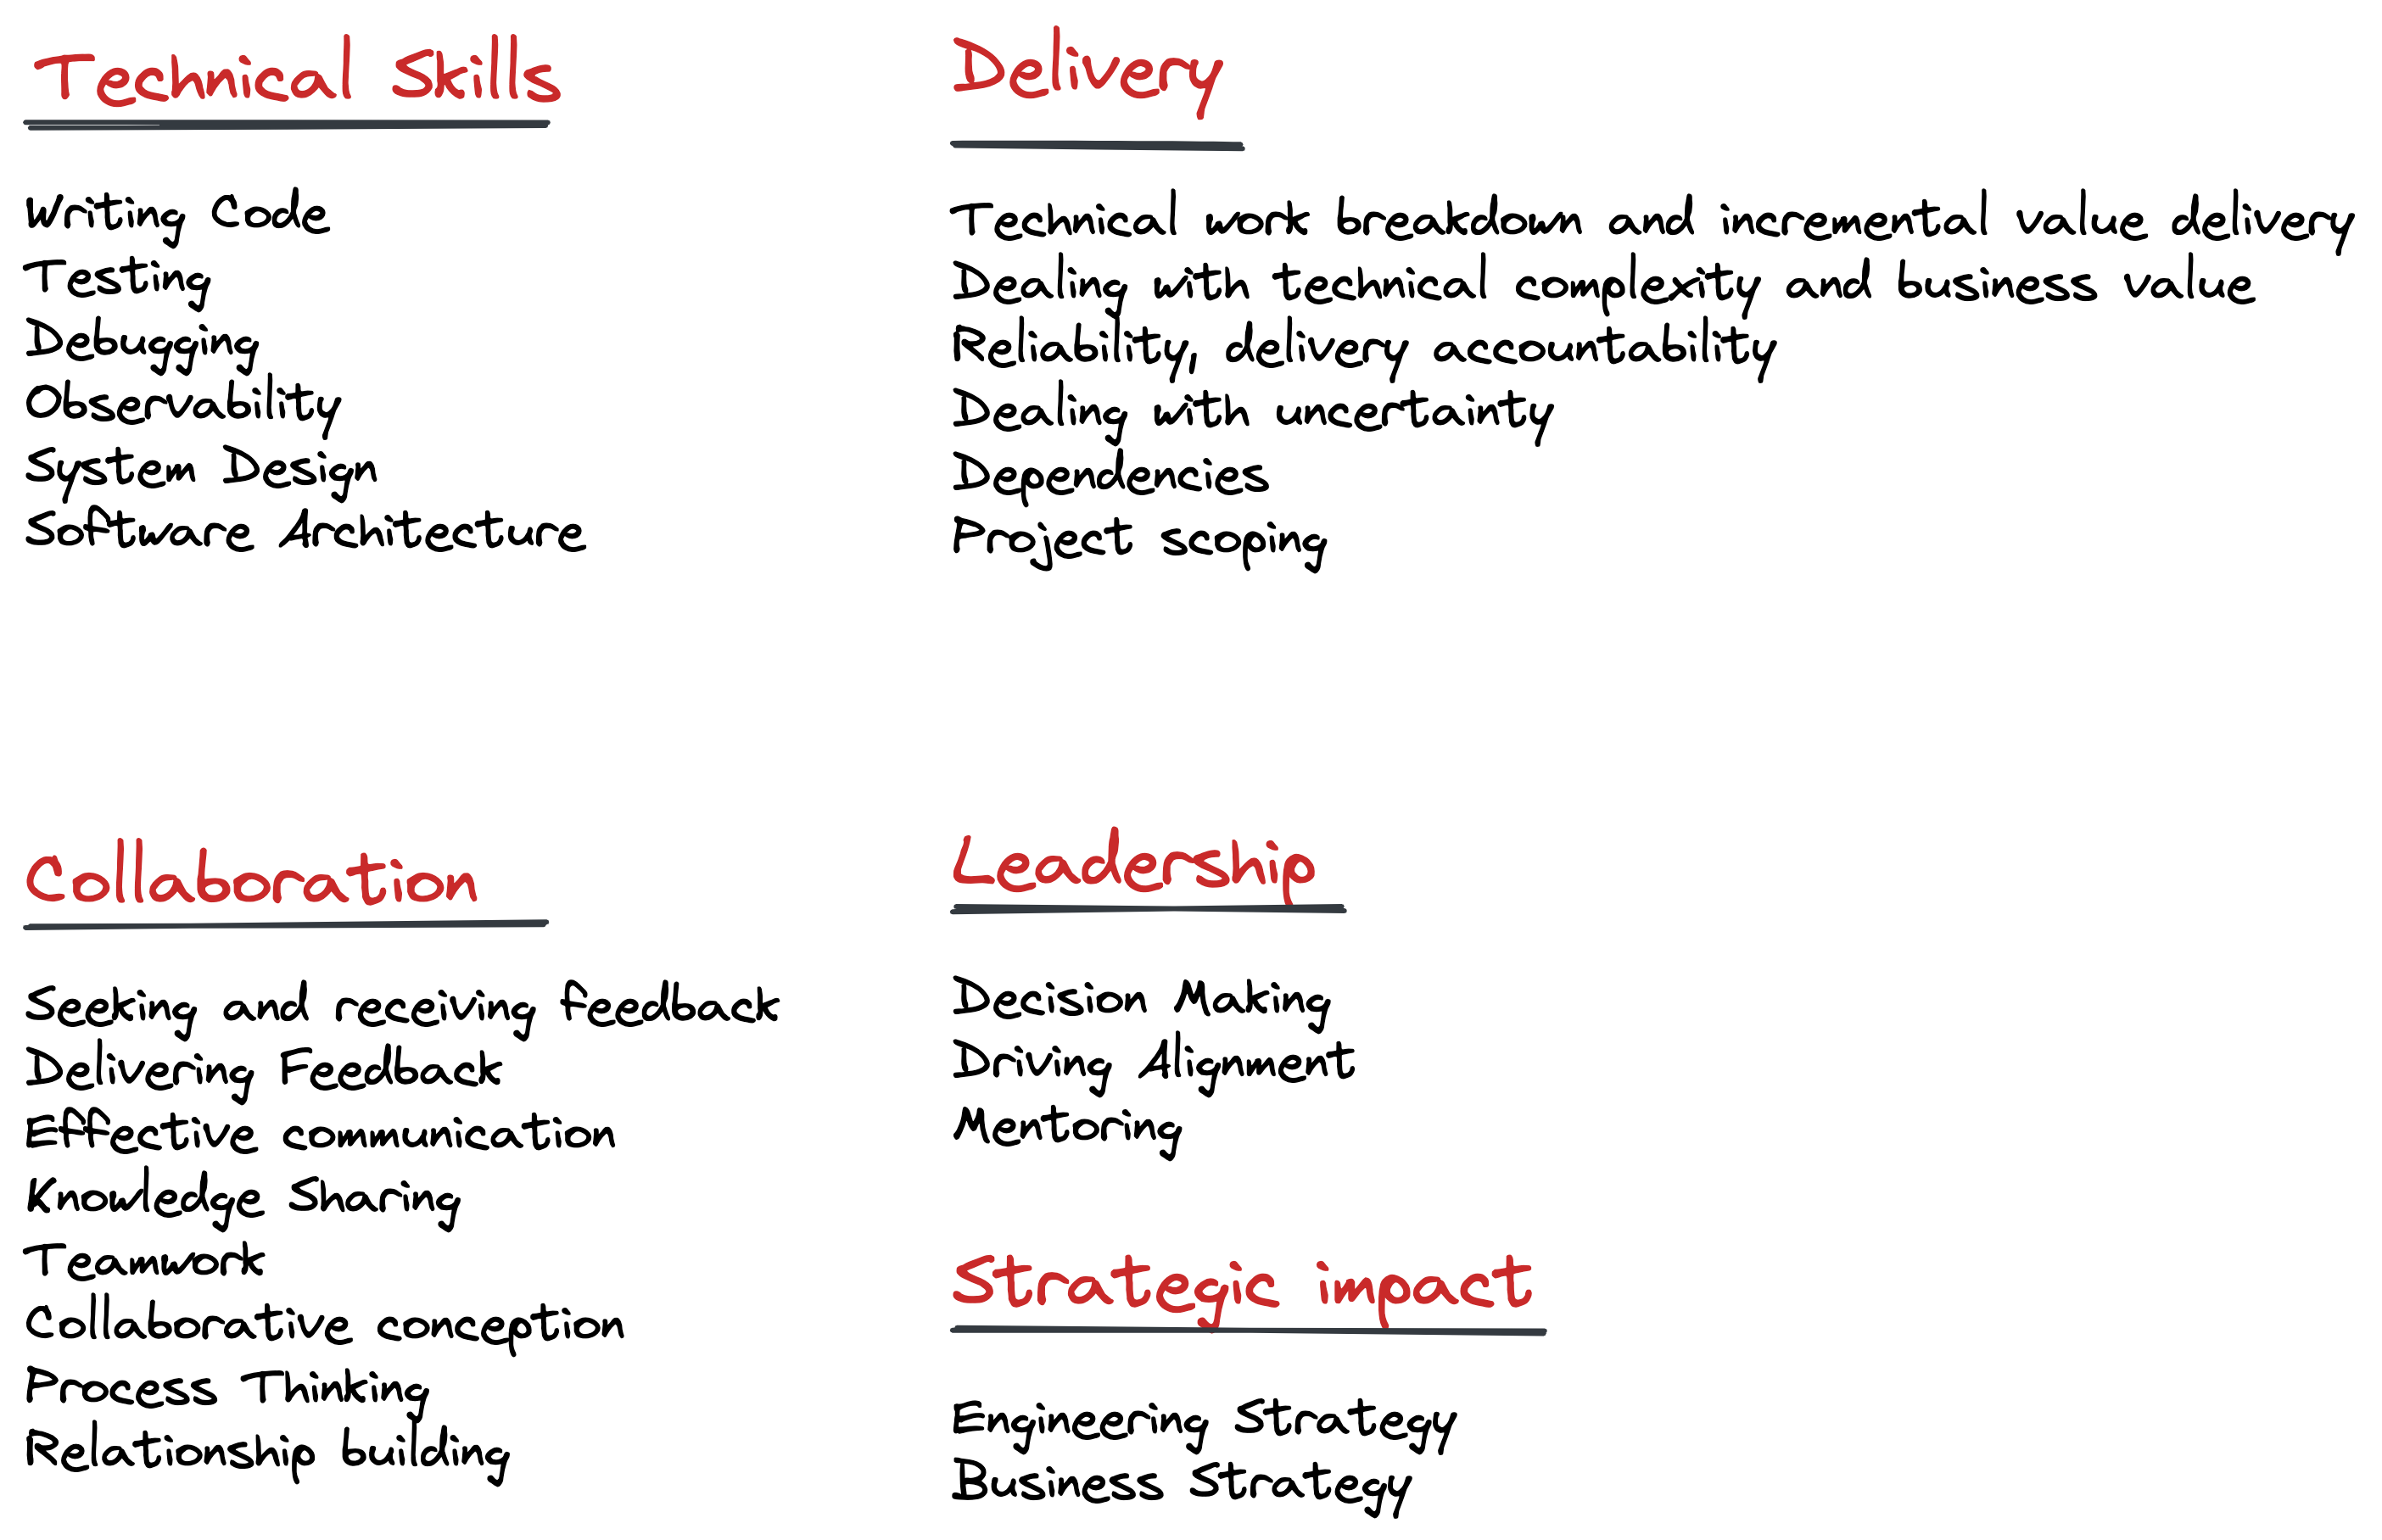 Technical Skills
Writing Code
Testing
Debugging
Observability
System Design
Software Architecture
Delivery
Technical work breakdown and incremental value delivery
Dealing with technical complexity and business value
Reliability, delivery accountability
Dealing with uncertainty
Dependencies
Project scoping
Collaboration
Seeking and receiving feedback
Delivering Feedback
Effective communication
Knowledge Sharing
Teamwork
Collaborative conception
Process Thinking
Relationship builing
Leadership
Decision Making
Driving Alignment
Mentoring
Strategic impact
Engineering Strategy
Business Strategy